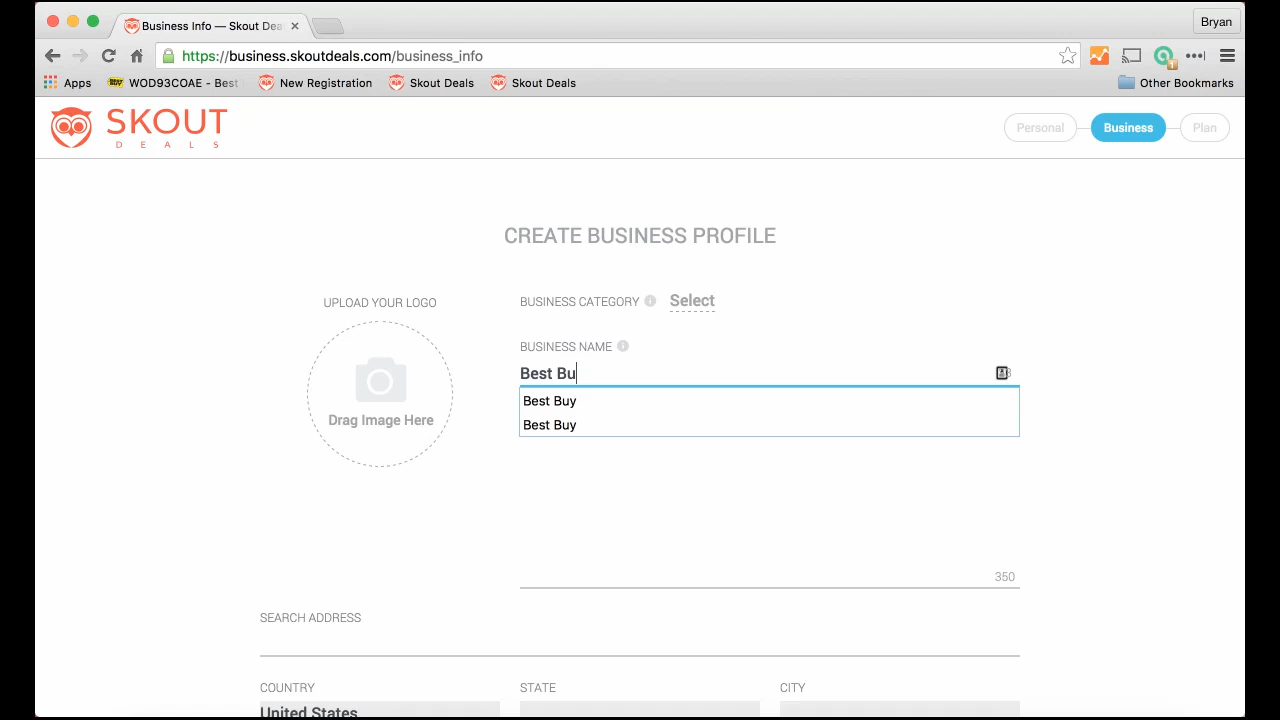 Business Info — Skout Dea
Bryan
https://business.skoutdeals.com/business_info
Apps
WOD93COAE - Best
New Registration
Skout Deals
Skout Deals
Other Bookmarks
SKOUT
DEALS
Personal
Business
Plan
CREATE BUSINESS PROFILE
UPLOAD YOUR LOGO
BUSINESS CATEGORY
Select
BUSINESS NAME
Best Bu
Drag Image Here
Best Buy
Best Buy
350
SEARCH ADDRESS
COUNTRY
STATE
CITY
United States